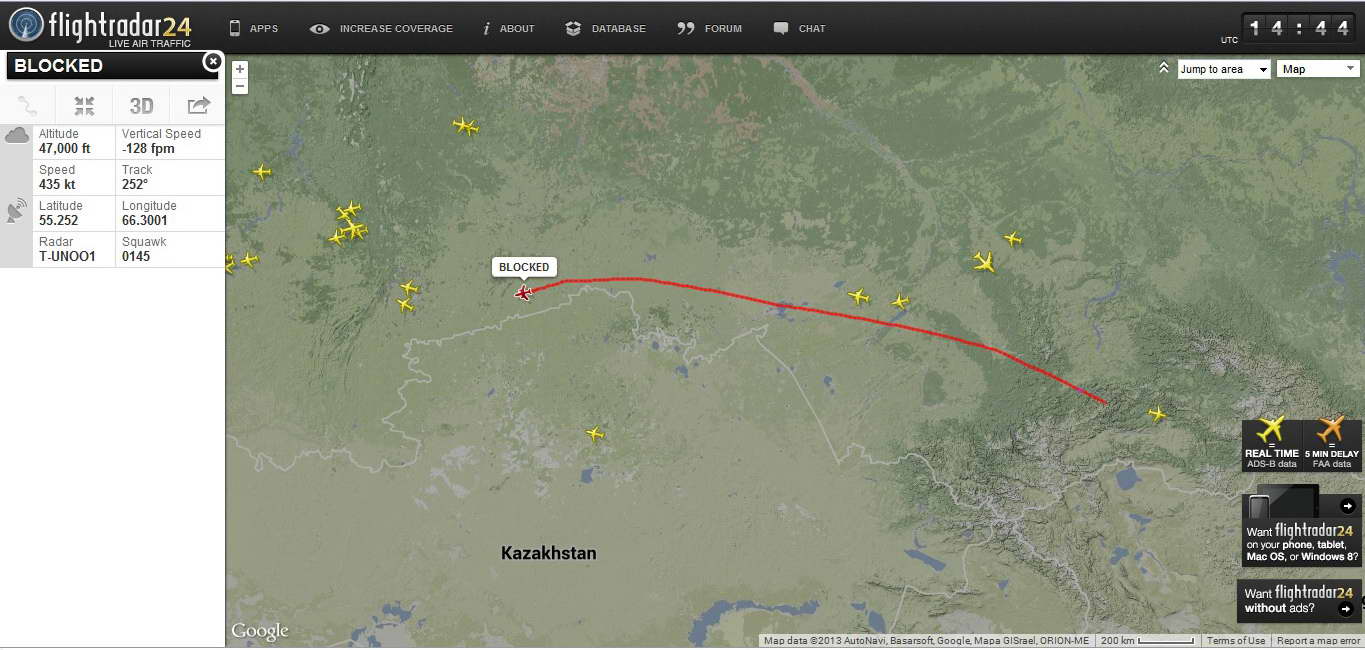 flightradar24
LIVE AIR TRAFFIC
APPS
INCREASE COVERAGE
ABOUT
DATABASE
FORUM
CHAT
UTC
14:44
BLOCKED
3D
Altitude
47,000 ft
Vertical Speed
-128 fpm
Speed
435 kt
Track
252°
Latitude
55.252
Longitude
66.3001
Radar
T-UNOO1
Squawk
0145
+
−
Jump to area
Map
BLOCKED
Kazakhstan
REAL TIME
=
ADS-B data
5 MIN DELAY
=
FAA data
Want flightradar24
on your phone, tablet,
Mac OS, or Windows 8?
Want flightradar24
without ads?
Google
Map data ©2013 AutoNavi, Basarsoft, Google, Mapa GISrael, ORION-ME
200 km
Terms of Use
Report a map error